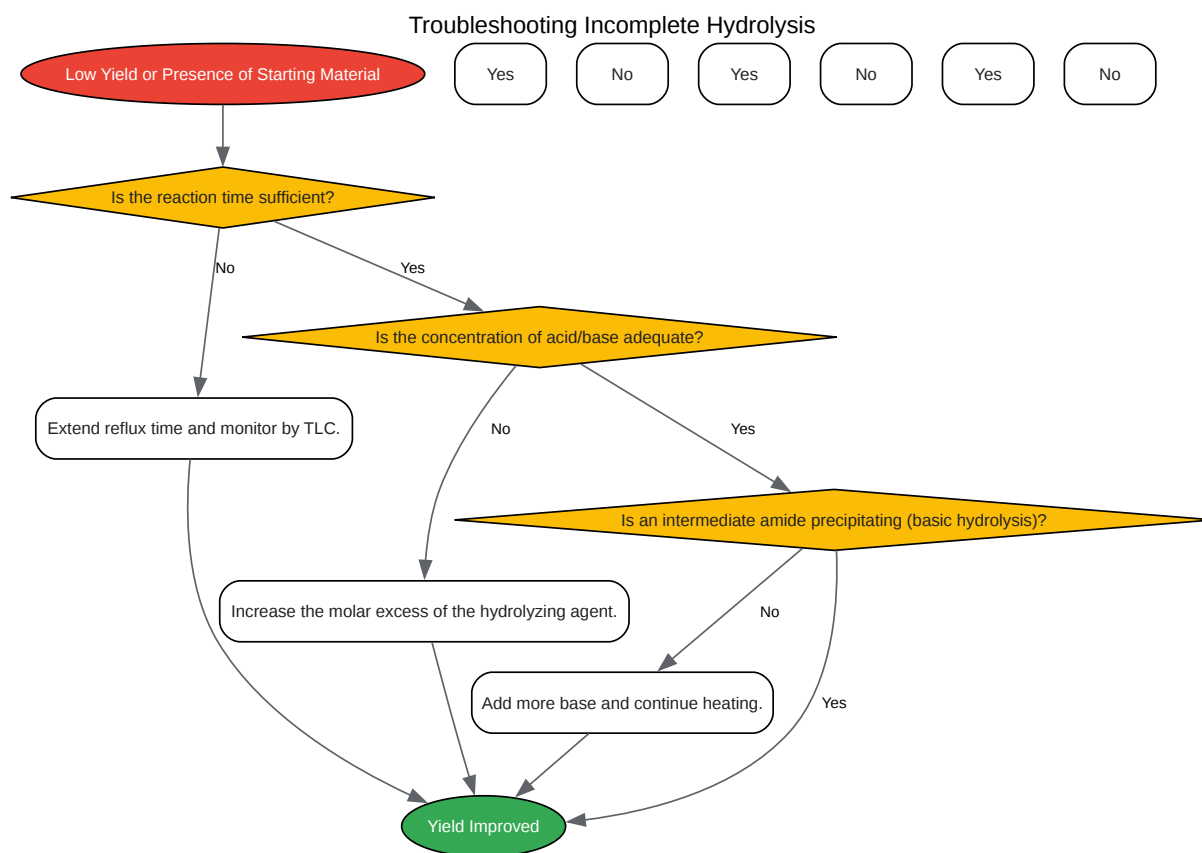 Troubleshooting Incomplete Hydrolysis
Low Yield or Presence of Starting Material
Yes
No
Yes
No
Yes
No
Is the reaction time sufficient?
No
Yes
Is the concentration of acid/base adequate?
Extend reflux time and monitor by TLC.
No
Yes
Is an intermediate amide precipitating (basic hydrolysis)?
Increase the molar excess of the hydrolyzing agent.
No
Add more base and continue heating.
Yes
Yield Improved